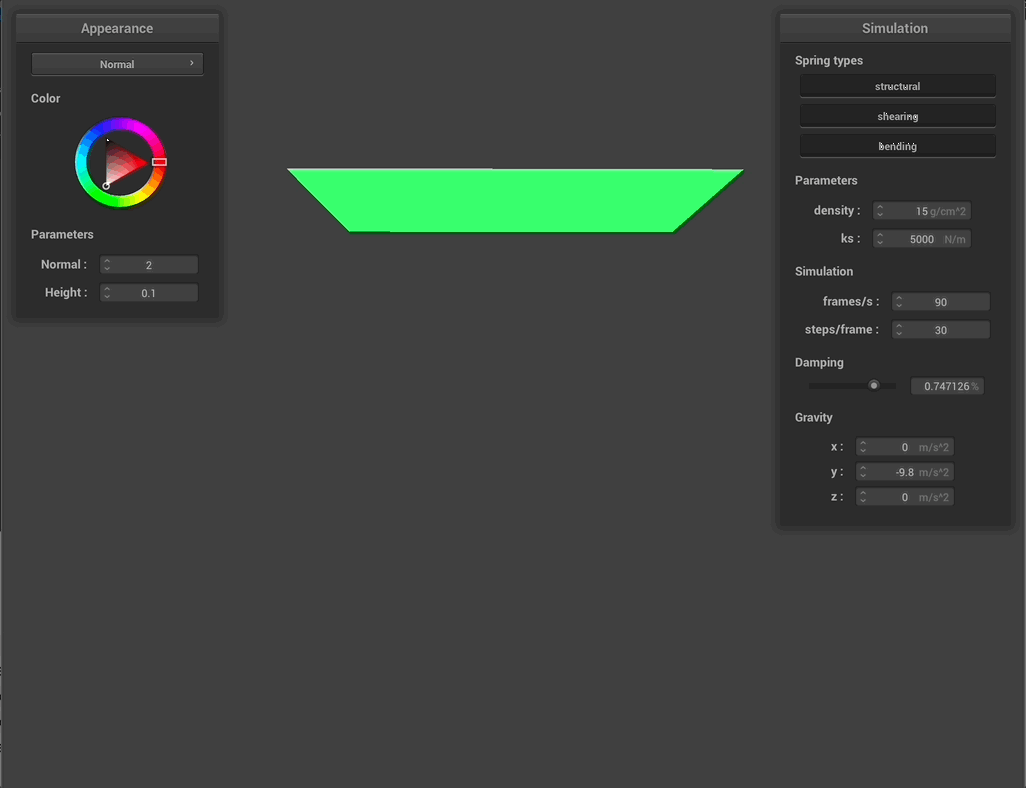 Appearance
Normal
Color
Parameters
Normal : 2
Height : 0.1
Simulation
Spring types
structural
shearing
bending
Parameters
density : 15 g/cm^2
ks : 5000 N/m
Simulation
frames/s : 90
steps/frame : 30
Damping
0.747126 %
Gravity
x : 0 m/s^2
y : -9.8 m/s^2
z : 0 m/s^2